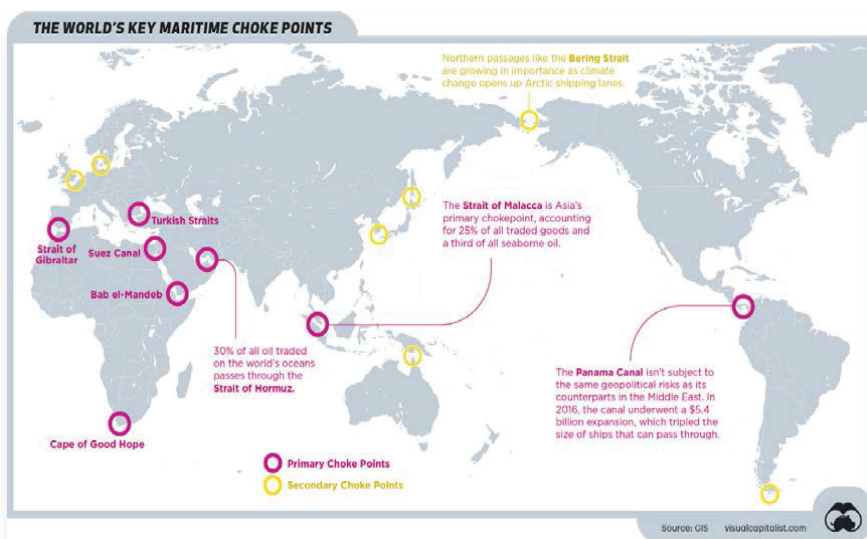 THE WORLD'S KEY MARITIME CHOKE POINTS
Northern passages like the Bering Strait
are growing in importance as climate
change opens up Arctic shipping lanes.
The Strait of Malacca is Asia's
primary chokepoint, accounting
for 25% of all traded goods and
a third of all seaborne oil.
Turkish Straits
Strait of
Gibraltar
Suez Canal
Bab el-Mandeb
30% of all oil traded
on the world's oceans
passes through the
Strait of Hormuz.
The Panama Canal isn't subject to
the same geopolitical risks as its
counterparts in the Middle East. In
2016, the canal underwent a $5.4
billion expansion, which tripled the
size of ships that can pass through.
Cape of Good Hope
Primary Choke Points
Secondary Choke Points
Source: GIS visualcapitalist.com